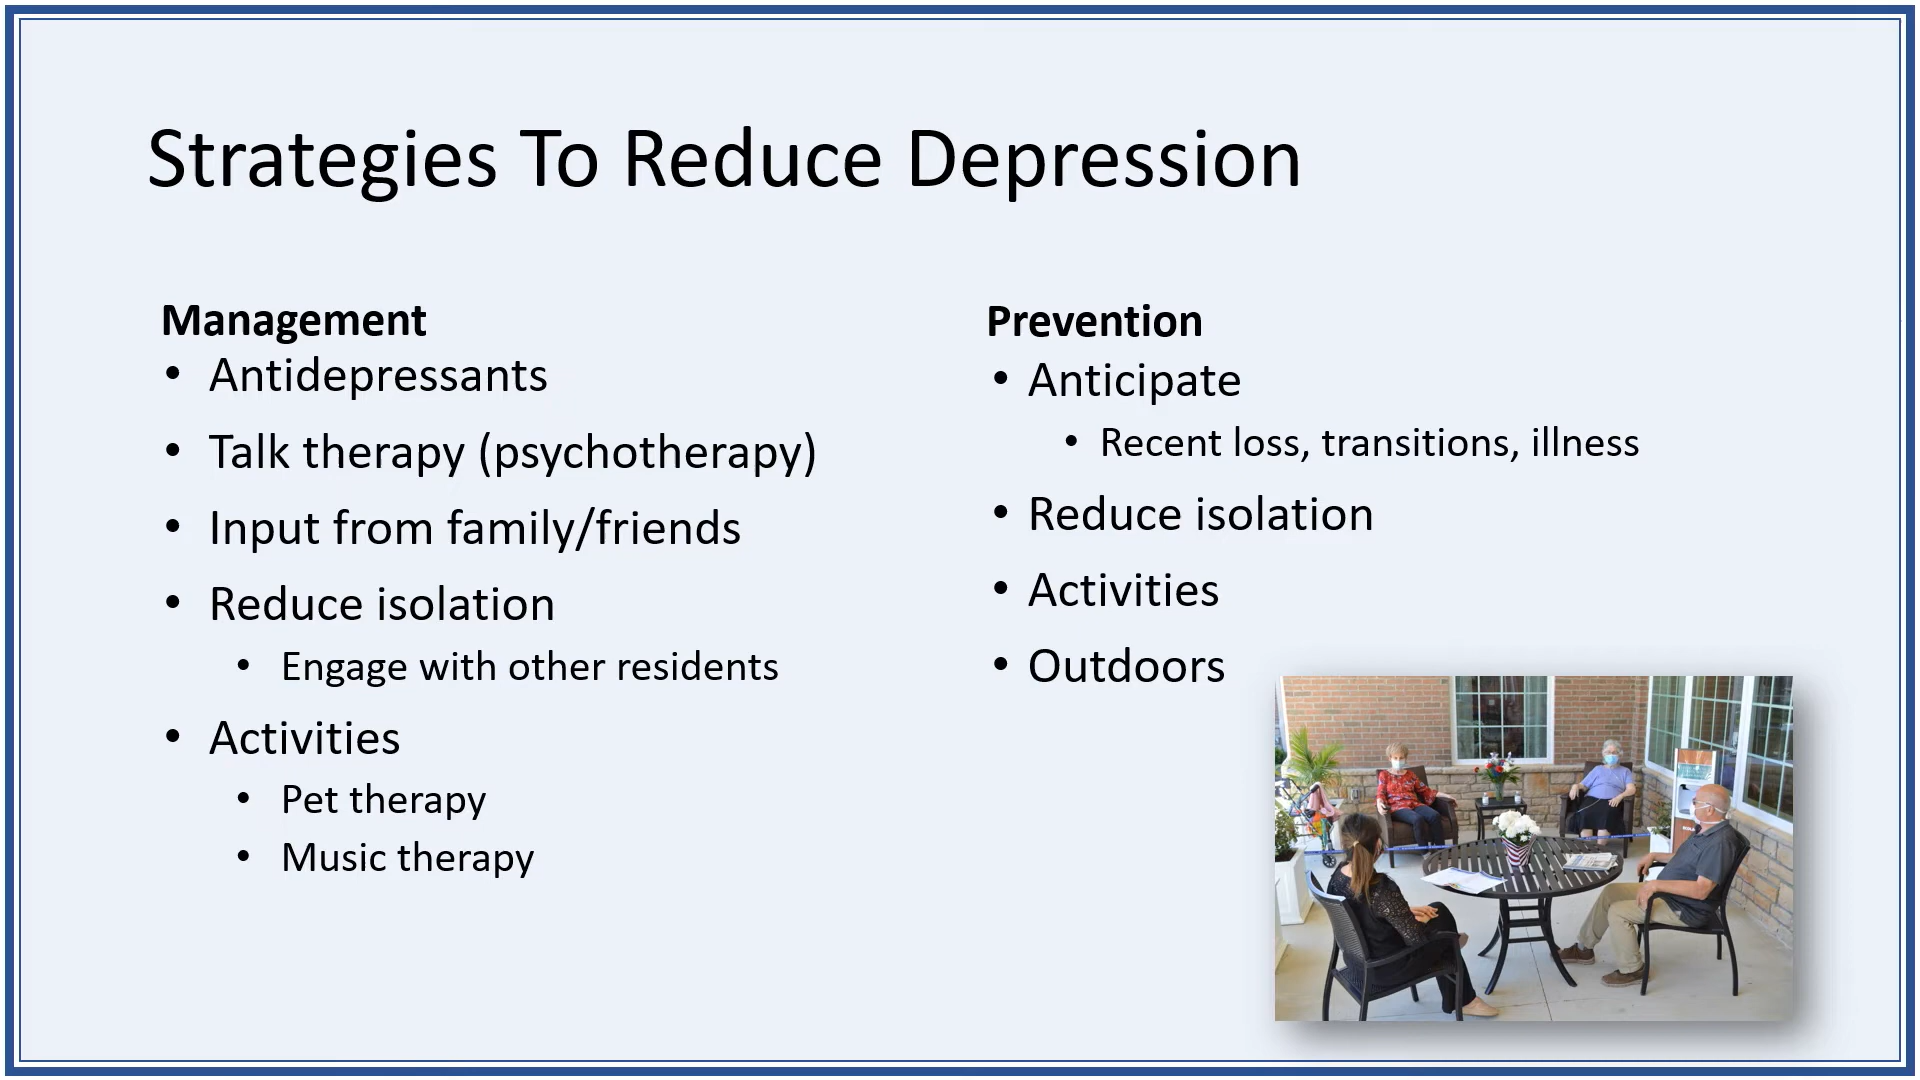 Strategies To Reduce Depression
Management
• Antidepressants
• Talk therapy (psychotherapy)
• Input from family/friends
• Reduce isolation
• Engage with other residents
• Activities
• Pet therapy
• Music therapy
Prevention
• Anticipate
• Recent loss, transitions, illness
• Reduce isolation
• Activities
• Outdoors